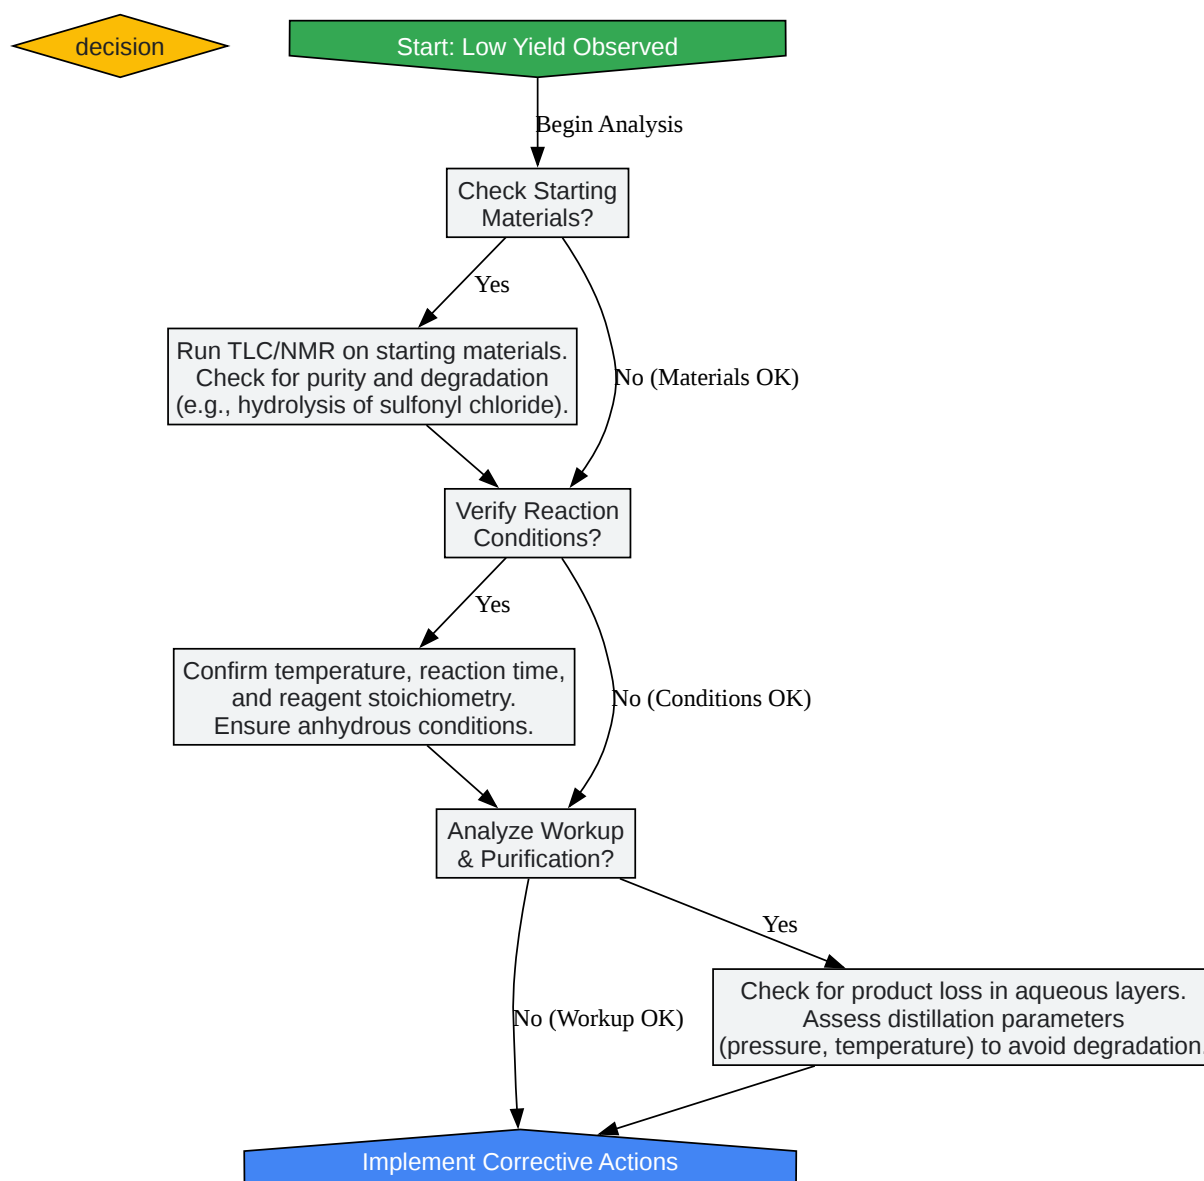 decision
Start: Low Yield Observed
Begin Analysis
Check Starting
Materials?
Yes
Run TLC/NMR on starting materials.
Check for purity and degradation
(e.g., hydrolysis of sulfonyl chloride).
No (Materials OK)
Verify Reaction
Conditions?
Yes
Confirm temperature, reaction time,
and reagent stoichiometry.
Ensure anhydrous conditions.
No (Conditions OK)
Analyze Workup
& Purification?
Yes
Check for product loss in aqueous layers.
Assess distillation parameters
(pressure, temperature) to avoid degradation.
No (Workup OK)
Implement Corrective Actions